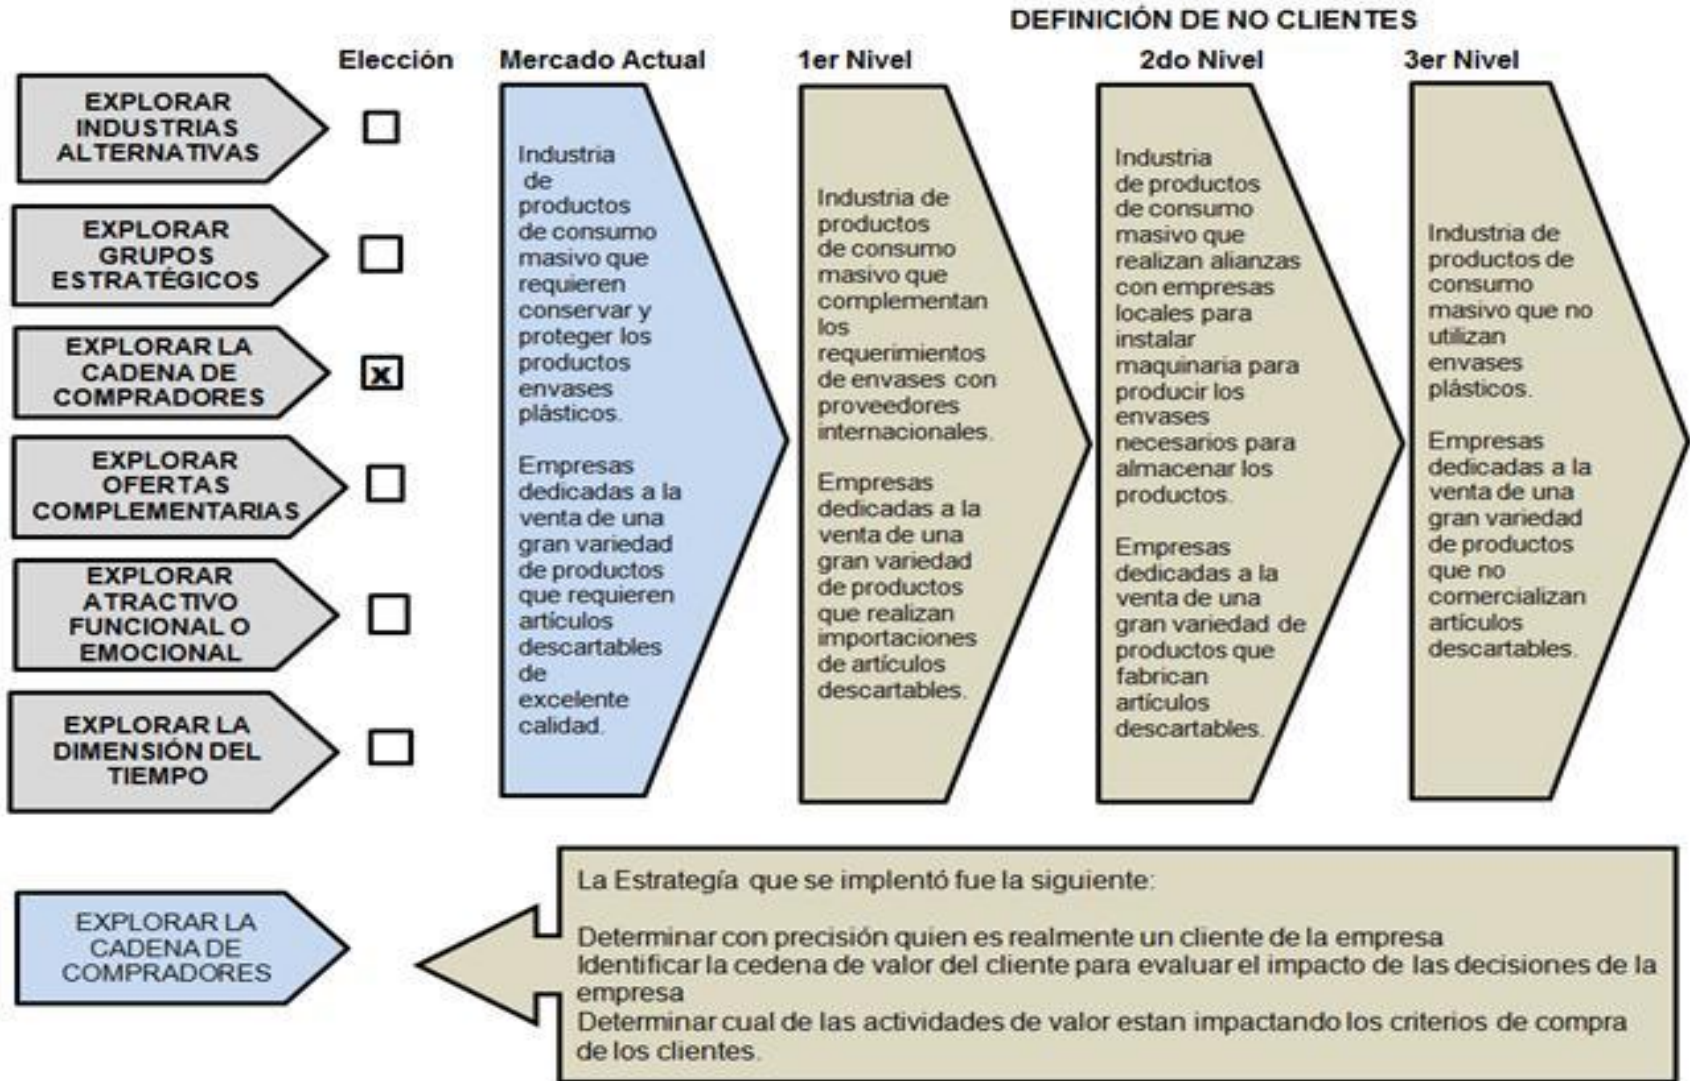 DEFINICIÓN DE NO CLIENTES
Elección
Mercado Actual
1er Nivel
2do Nivel
3er Nivel
EXPLORAR
INDUSTRIAS
ALTERNATIVAS
EXPLORAR
GRUPOS
ESTRATÉGICOS
EXPLORAR LA
CADENA DE
COMPRADORES
x
EXPLORAR
OFERTAS
COMPLEMENTARIAS
EXPLORAR
ATRACTIVO
FUNCIONAL O
EMOCIONAL
EXPLORAR LA
DIMENSIÓN DEL
TIEMPO
Industria
de
productos
de consumo
masivo que
requieren
conservar y
proteger los
productos
envases
plásticos.
Empresas
dedicadas a la
venta de una
gran variedad
de productos
que requieren
artículos
descartables
de
excelente
calidad.
Industria de
productos
de consumo
masivo que
complementan
los
requerimientos
de envases con
proveedores
internacionales.
Empresas
dedicadas a la
venta de una
gran variedad
de productos
que realizan
importaciones
de artículos
descartables.
Industria
de productos
de consumo
masivo que
realizan alianzas
con empresas
locales para
instalar
maquinaria para
producir los
envases
necesarios para
almacenar los
productos.
Empresas
dedicadas a la
venta de una
gran variedad de
productos que
fabrican
artículos
descartables.
Industria de
productos de
consumo
masivo que no
utilizan
envases
plásticos.
Empresas
dedicadas a la
venta de una
gran variedad
de productos
que no
comercializan
artículos
descartables.
EXPLORAR LA
CADENA DE
COMPRADORES
La Estrategía que se implentó fue la siguiente:
Determinar con precisión quien es realmente un cliente de la empresa
Identificar la cedena de valor del cliente para evaluar el impacto de las decisiones de la
empresa
Determinar cual de las actividades de valor estan impactando los criterios de compra
de los clientes.